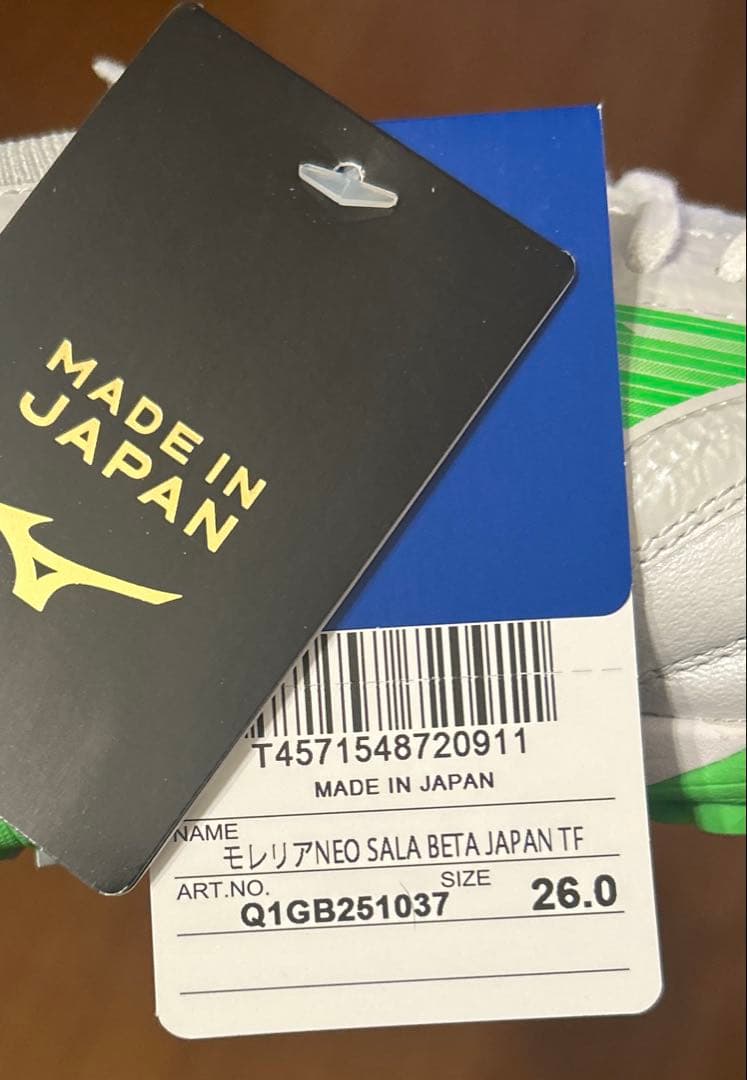 MADE IN
JAPAN
T4571548720911
MADE IN JAPAN
NAME
モレリアNEO SALA BETA JAPAN TF
ART.NO.
Q1GB251037
SIZE
26.0